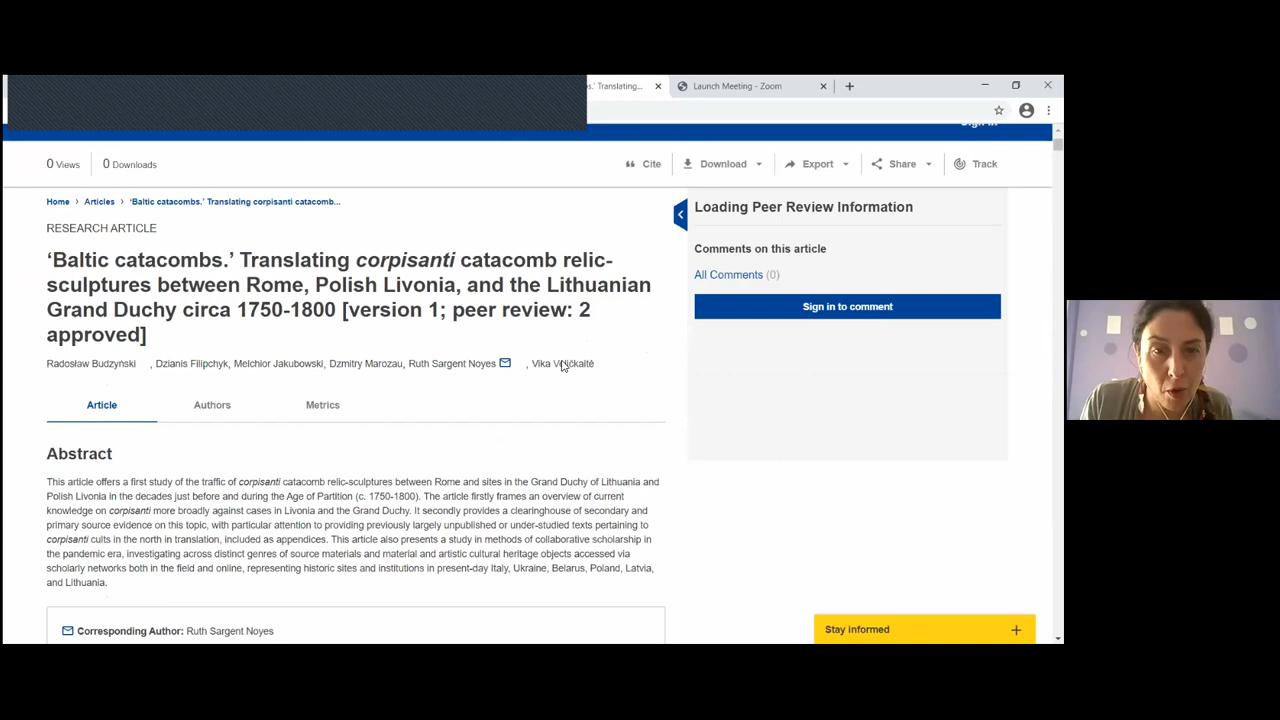 s.' Translating...
Launch Meeting - Zoom
0 Views
0 Downloads
Cite
Download
Export
Share
Track
Home › Articles › ‘Baltic catacombs.’ Translating corpisanti catacomb...
RESEARCH ARTICLE
‘Baltic catacombs.’ Translating corpisanti catacomb relic-
sculptures between Rome, Polish Livonia, and the Lithuanian
Grand Duchy circa 1750-1800 [version 1; peer review: 2
approved]
Radosław Budzyński , Dzianis Filipchyk, Melchior Jakubowski, Dzmitry Marozau, Ruth Sargent Noyes , Vika
Article
Authors
Metrics
Abstract
This article offers a first study of the traffic of corpisanti catacomb relic-sculptures between Rome and sites in the Grand Duchy of Lithuania and
Polish Livonia in the decades just before and during the Age of Partition (c. 1750-1800). The article firstly frames an overview of current
knowledge on corpisanti more broadly against cases in Livonia and the Grand Duchy. It secondly provides a clearinghouse of secondary and
primary source evidence on this topic, with particular attention to providing previously largely unpublished or under-studied texts pertaining to
corpisanti cults in the north in translation, included as appendices. This article also presents a study in methods of collaborative scholarship in
the pandemic era, investigating across distinct genres of source materials and material and artistic cultural heritage objects accessed via
scholarly networks both in the field and online, representing historic sites and institutions in present-day Italy, Ukraine, Belarus, Poland, Latvia,
and Lithuania.
Corresponding Author: Ruth Sargent Noyes
Loading Peer Review Information
Comments on this article
All Comments (0)
Sign in to comment
Stay informed